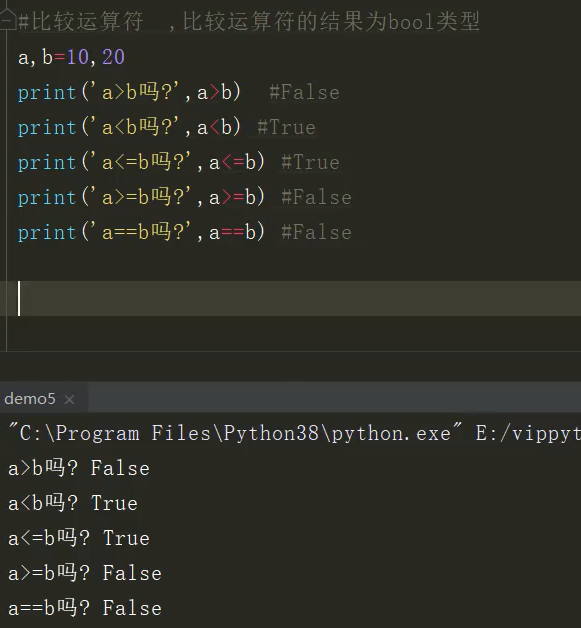 #比较运算符  ,比较运算符的结果为bool类型
a,b=10,20
print('a>b吗?',a>b)  #False
print('a<b吗?',a<b) #True
print('a<=b吗?',a<=b) #True
print('a>=b吗?',a>=b) #False
print('a==b吗?',a==b) #False
demo5 ×
"C:\Program Files\Python38\python.exe" E:/vippyt
a>b吗? False
a<b吗? True
a<=b吗? True
a>=b吗? False
a==b吗? False